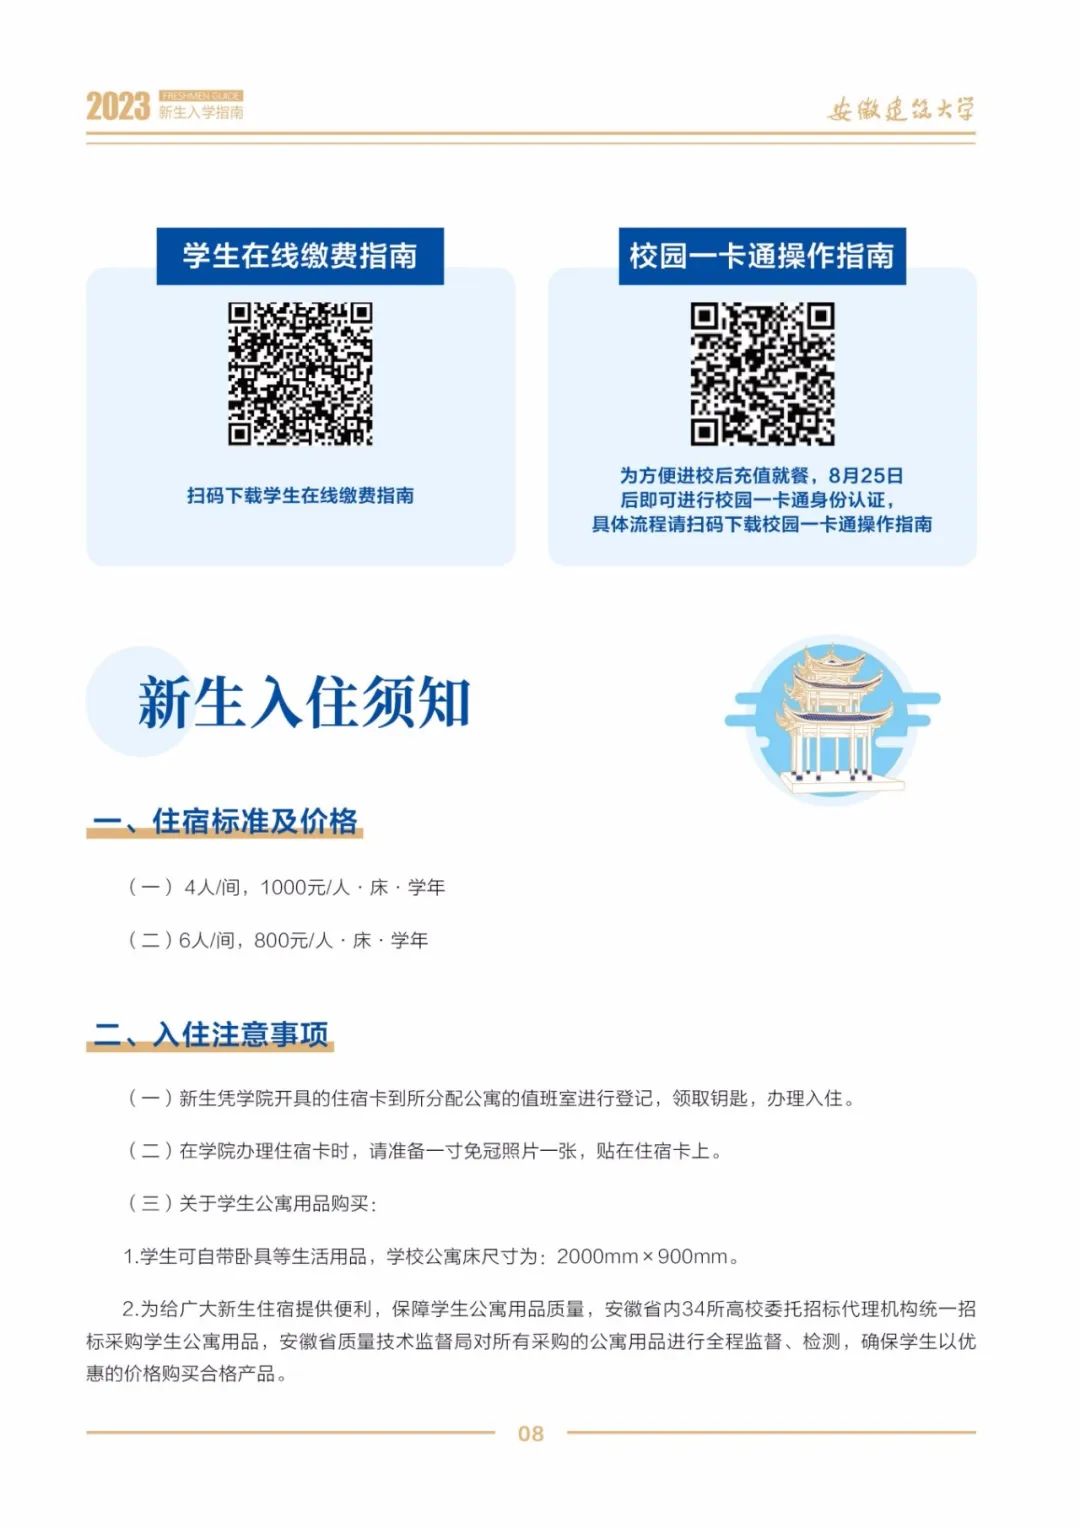 2023
FRESHMEN GUIDE
新生入学指南
安徽建筑大学
学生在线缴费指南
扫码下载学生在线缴费指南
校园一卡通操作指南
为方便进校后充值就餐，8月25日
后即可进行校园一卡通身份认证，
具体流程请扫码下载校园一卡通操作指南
新生入住须知
一、住宿标准及价格
（一） 4人/间，1000元/人·床·学年
（二）6人/间，800元/人·床·学年
二、入住注意事项
（一）新生凭学院开具的住宿卡到所分配公寓的值班室进行登记，领取钥匙，办理入住。
（二）在学院办理住宿卡时，请准备一寸免冠照片一张，贴在住宿卡上。
（三）关于学生公寓用品购买：
1.学生可自带卧具等生活用品，学校公寓床尺寸为：2000mm×900mm。
2.为给广大新生住宿提供便利，保障学生公寓用品质量，安徽省内34所高校委托招标代理机构统一招
标采购学生公寓用品，安徽省质量技术监督局对所有采购的公寓用品进行全程监督、检测，确保学生以优
惠的价格购买合格产品。
08